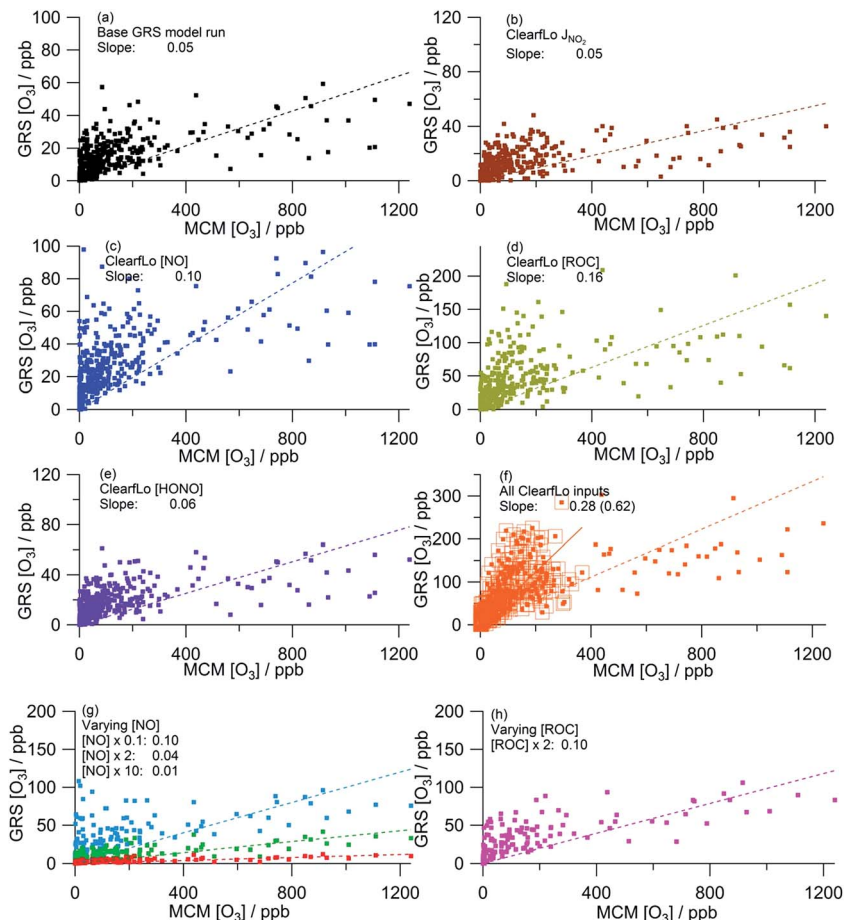 (a)
Base GRS model run
Slope: 0.05
GRS [O₃] / ppb
100
80
60
40
20
0
0 400 800 1200
MCM [O₃] / ppb
(b)
ClearfLo J_NO₂
Slope: 0.05
GRS [O₃] / ppb
120
80
40
0
0 400 800 1200
MCM [O₃] / ppb
(c)
ClearfLo [NO]
Slope: 0.10
GRS [O₃] / ppb
100
80
60
40
20
0
0 400 800 1200
MCM [O₃] / ppb
(d)
ClearfLo [ROC]
Slope: 0.16
GRS [O₃] / ppb
200
150
100
50
0
0 400 800 1200
MCM [O₃] / ppb
(e)
ClearfLo [HONO]
Slope: 0.06
GRS [O₃] / ppb
120
80
40
0
0 400 800 1200
MCM [O₃] / ppb
(f)
All ClearfLo inputs
Slope: 0.28 (0.62)
GRS [O₃] / ppb
300
200
100
0
0 400 800 1200
MCM [O₃] / ppb
(g)
Varying [NO]
[NO] x 0.1: 0.10
[NO] x 2: 0.04
[NO] x 10: 0.01
GRS [O₃] / ppb
200
150
100
50
0
0 400 800 1200
MCM [O₃] / ppb
(h)
Varying [ROC]
[ROC] x 2: 0.10
GRS [O₃] / ppb
200
150
100
50
0
0 400 800 1200
MCM [O₃] / ppb